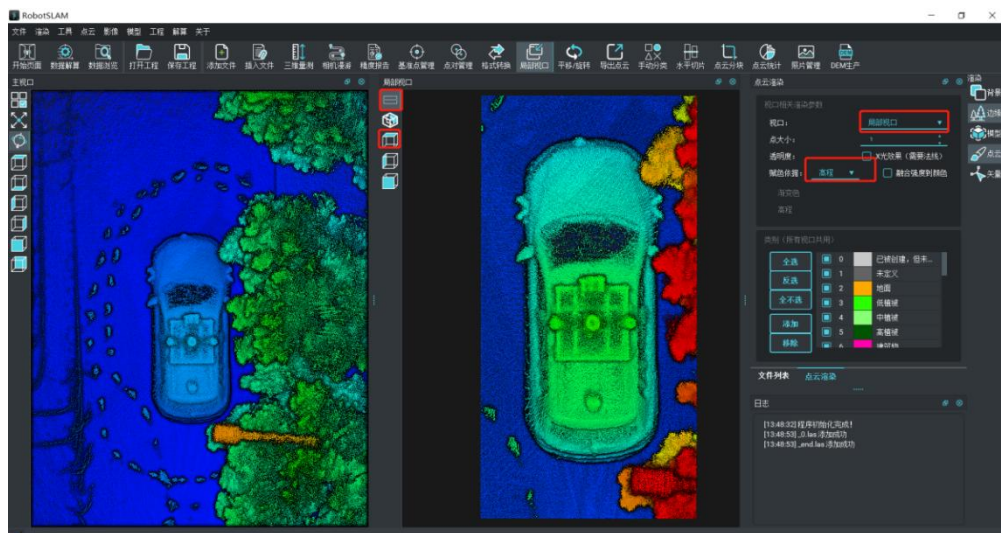 RobotSLAM
文件 渲染 工具 点云 影像 模型 工程 解算 关于
开始页面 数据解算 数据浏览 打开工程 保存工程 添加文件 插入文件 三维量测 相机漫游 精度报告 基准点管理 点对管理 格式转换 局部视口 平移/旋转 导出点云 手动分类 水平切片 点云分块 点云统计 照片管理 DEM生产
主视口
局部视口
点云渲染
渲染
背景
边缘
模型
点云
矢量
视口相关渲染参数
视口: 局部视口
点大小: 1
透明度: X光效果（需要法线）
赋色依据: 高程 融合强度到颜色
渐变色
高程
类别（所有视口共用）
全选
反选
全不选
添加
移除
0 已被创建，但未...
1 未定义
2 地面
3 低植被
4 中植被
5 高植被
6 建筑物
文件列表 点云渲染
日志
[13:48:32]程序初始化完成!
[13:48:53]_0.las 添加成功
[13:48:53]_end.las 添加成功